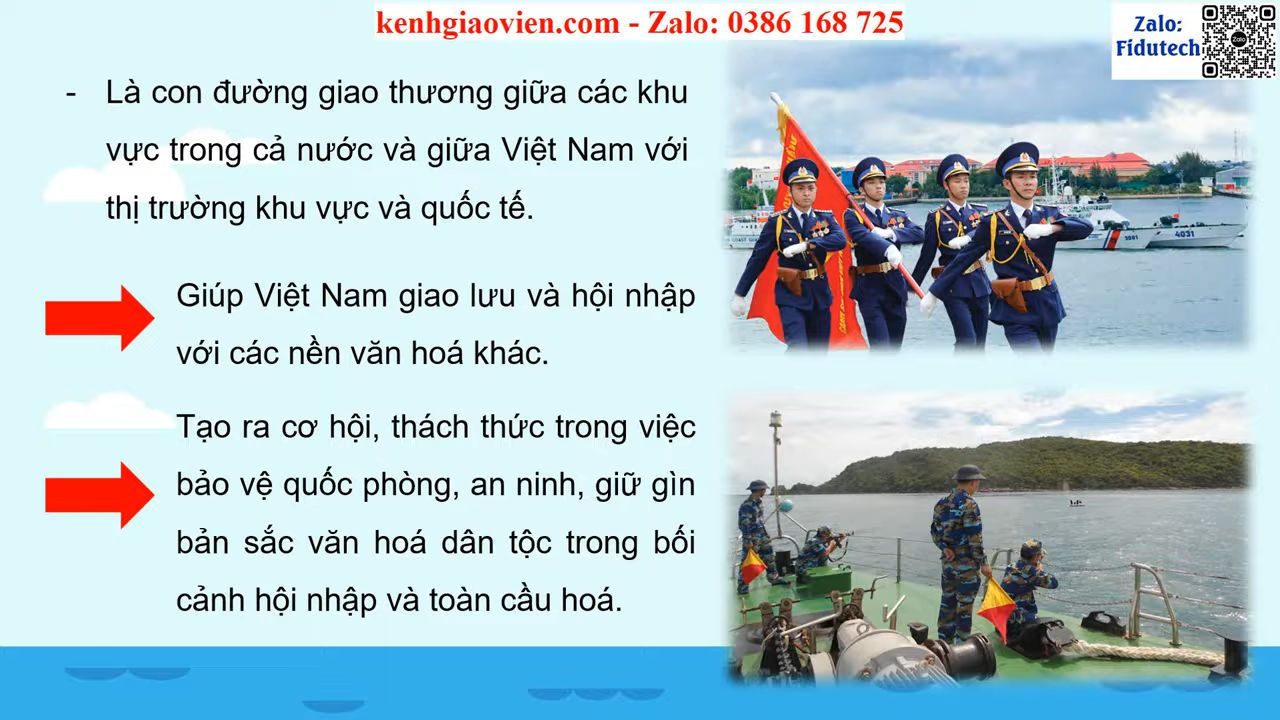 kenhgiaovien.com - Zalo: 0386 168 725
Zalo:
Fidutech
Zalo
- Là con đường giao thương giữa các khu
vực trong cả nước và giữa Việt Nam với
thị trường khu vực và quốc tế.
Giúp Việt Nam giao lưu và hội nhập
với các nền văn hoá khác.
Tạo ra cơ hội, thách thức trong việc
bảo vệ quốc phòng, an ninh, giữ gìn
bản sắc văn hoá dân tộc trong bối
cảnh hội nhập và toàn cầu hoá.
4031